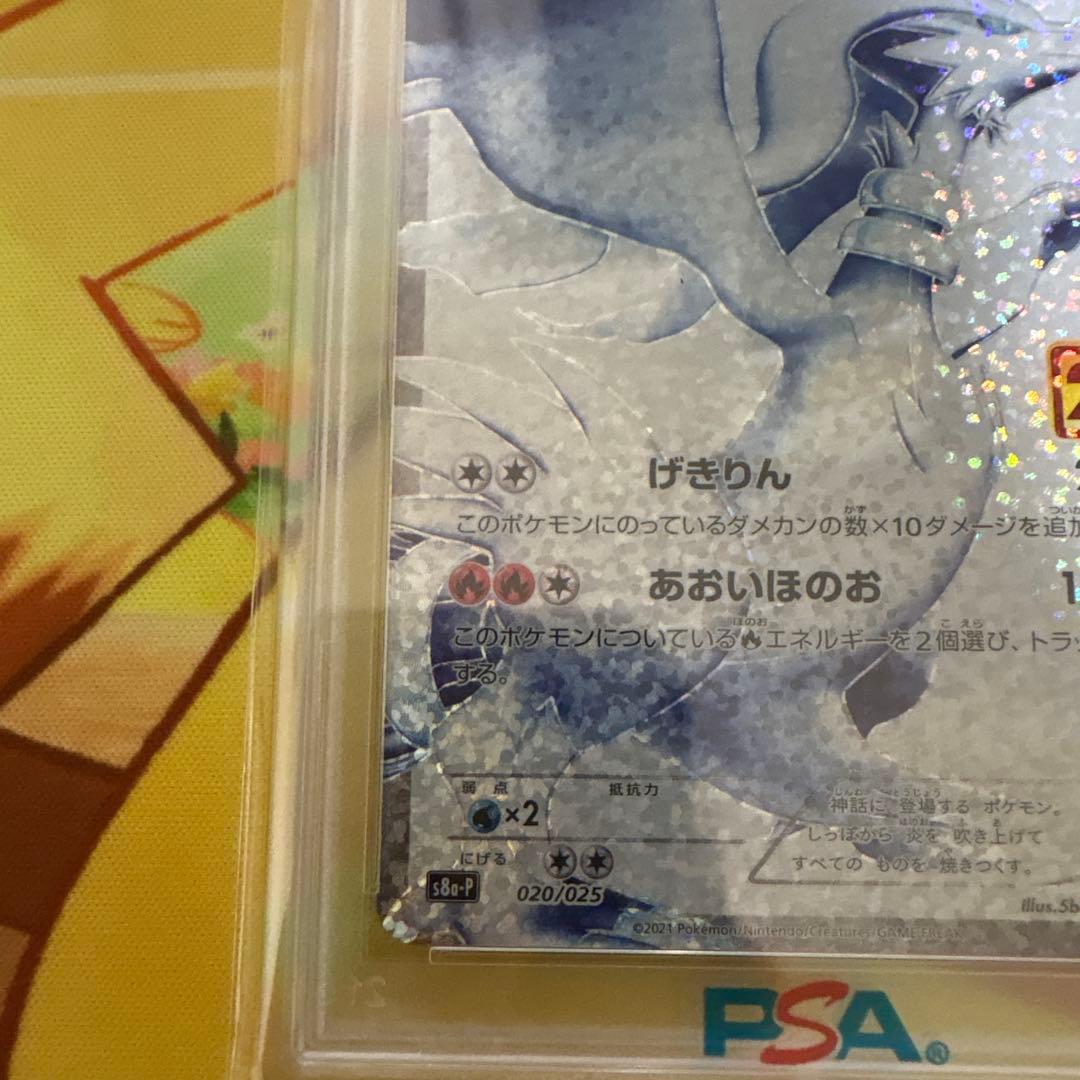 げきりん
このポケモンにのっているダメカンの数×10ダメージを追加
あおいほのお
このポケモンについている エネルギーを2個選び、トラッ
する。
弱点 抵抗力
×2
神話に 登場する ポケモン。
しっぽから 炎を 吹き上げて
すべての ものを 焼きつくす。
にげる
s8a-P 020/025
illus.5b
©2021 Pokémon/Nintendo/Creatures/GAME FREAK
PSA®